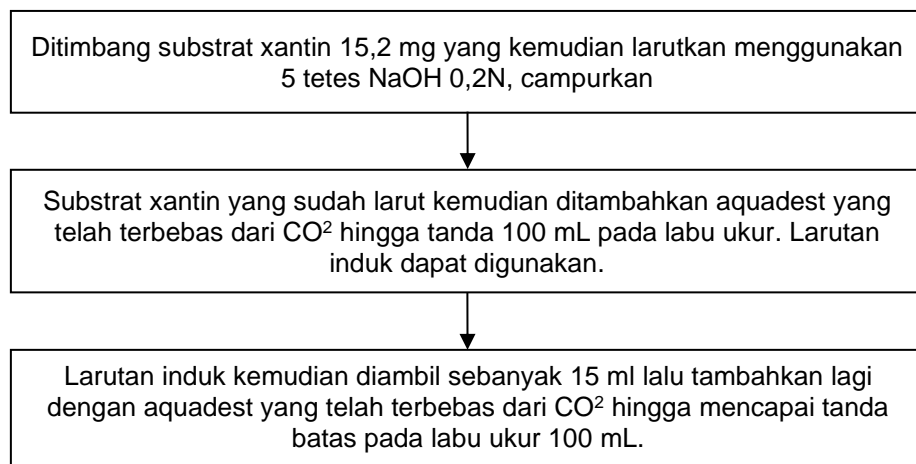 Ditimbang substrat xantin 15,2 mg yang kemudian larutkan menggunakan
5 tetes NaOH 0,2N, campurkan
Substrat xantin yang sudah larut kemudian ditambahkan aquadest yang
telah terbebas dari CO² hingga tanda 100 mL pada labu ukur. Larutan
induk dapat digunakan.
Larutan induk kemudian diambil sebanyak 15 ml lalu tambahkan lagi
dengan aquadest yang telah terbebas dari CO² hingga mencapai tanda
batas pada labu ukur 100 mL.